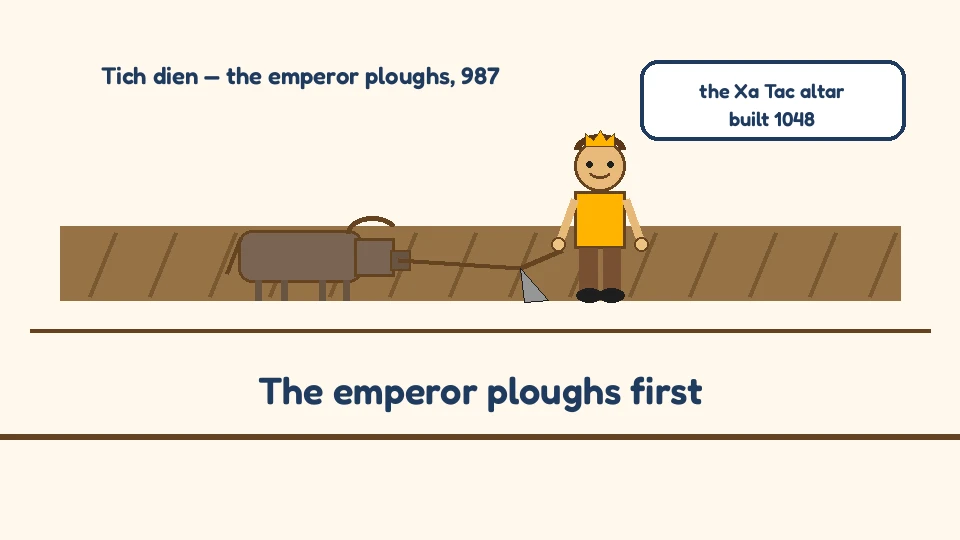 Tich dien — the emperor ploughs, 987
the Xa Tac altar
built 1048
The emperor ploughs first